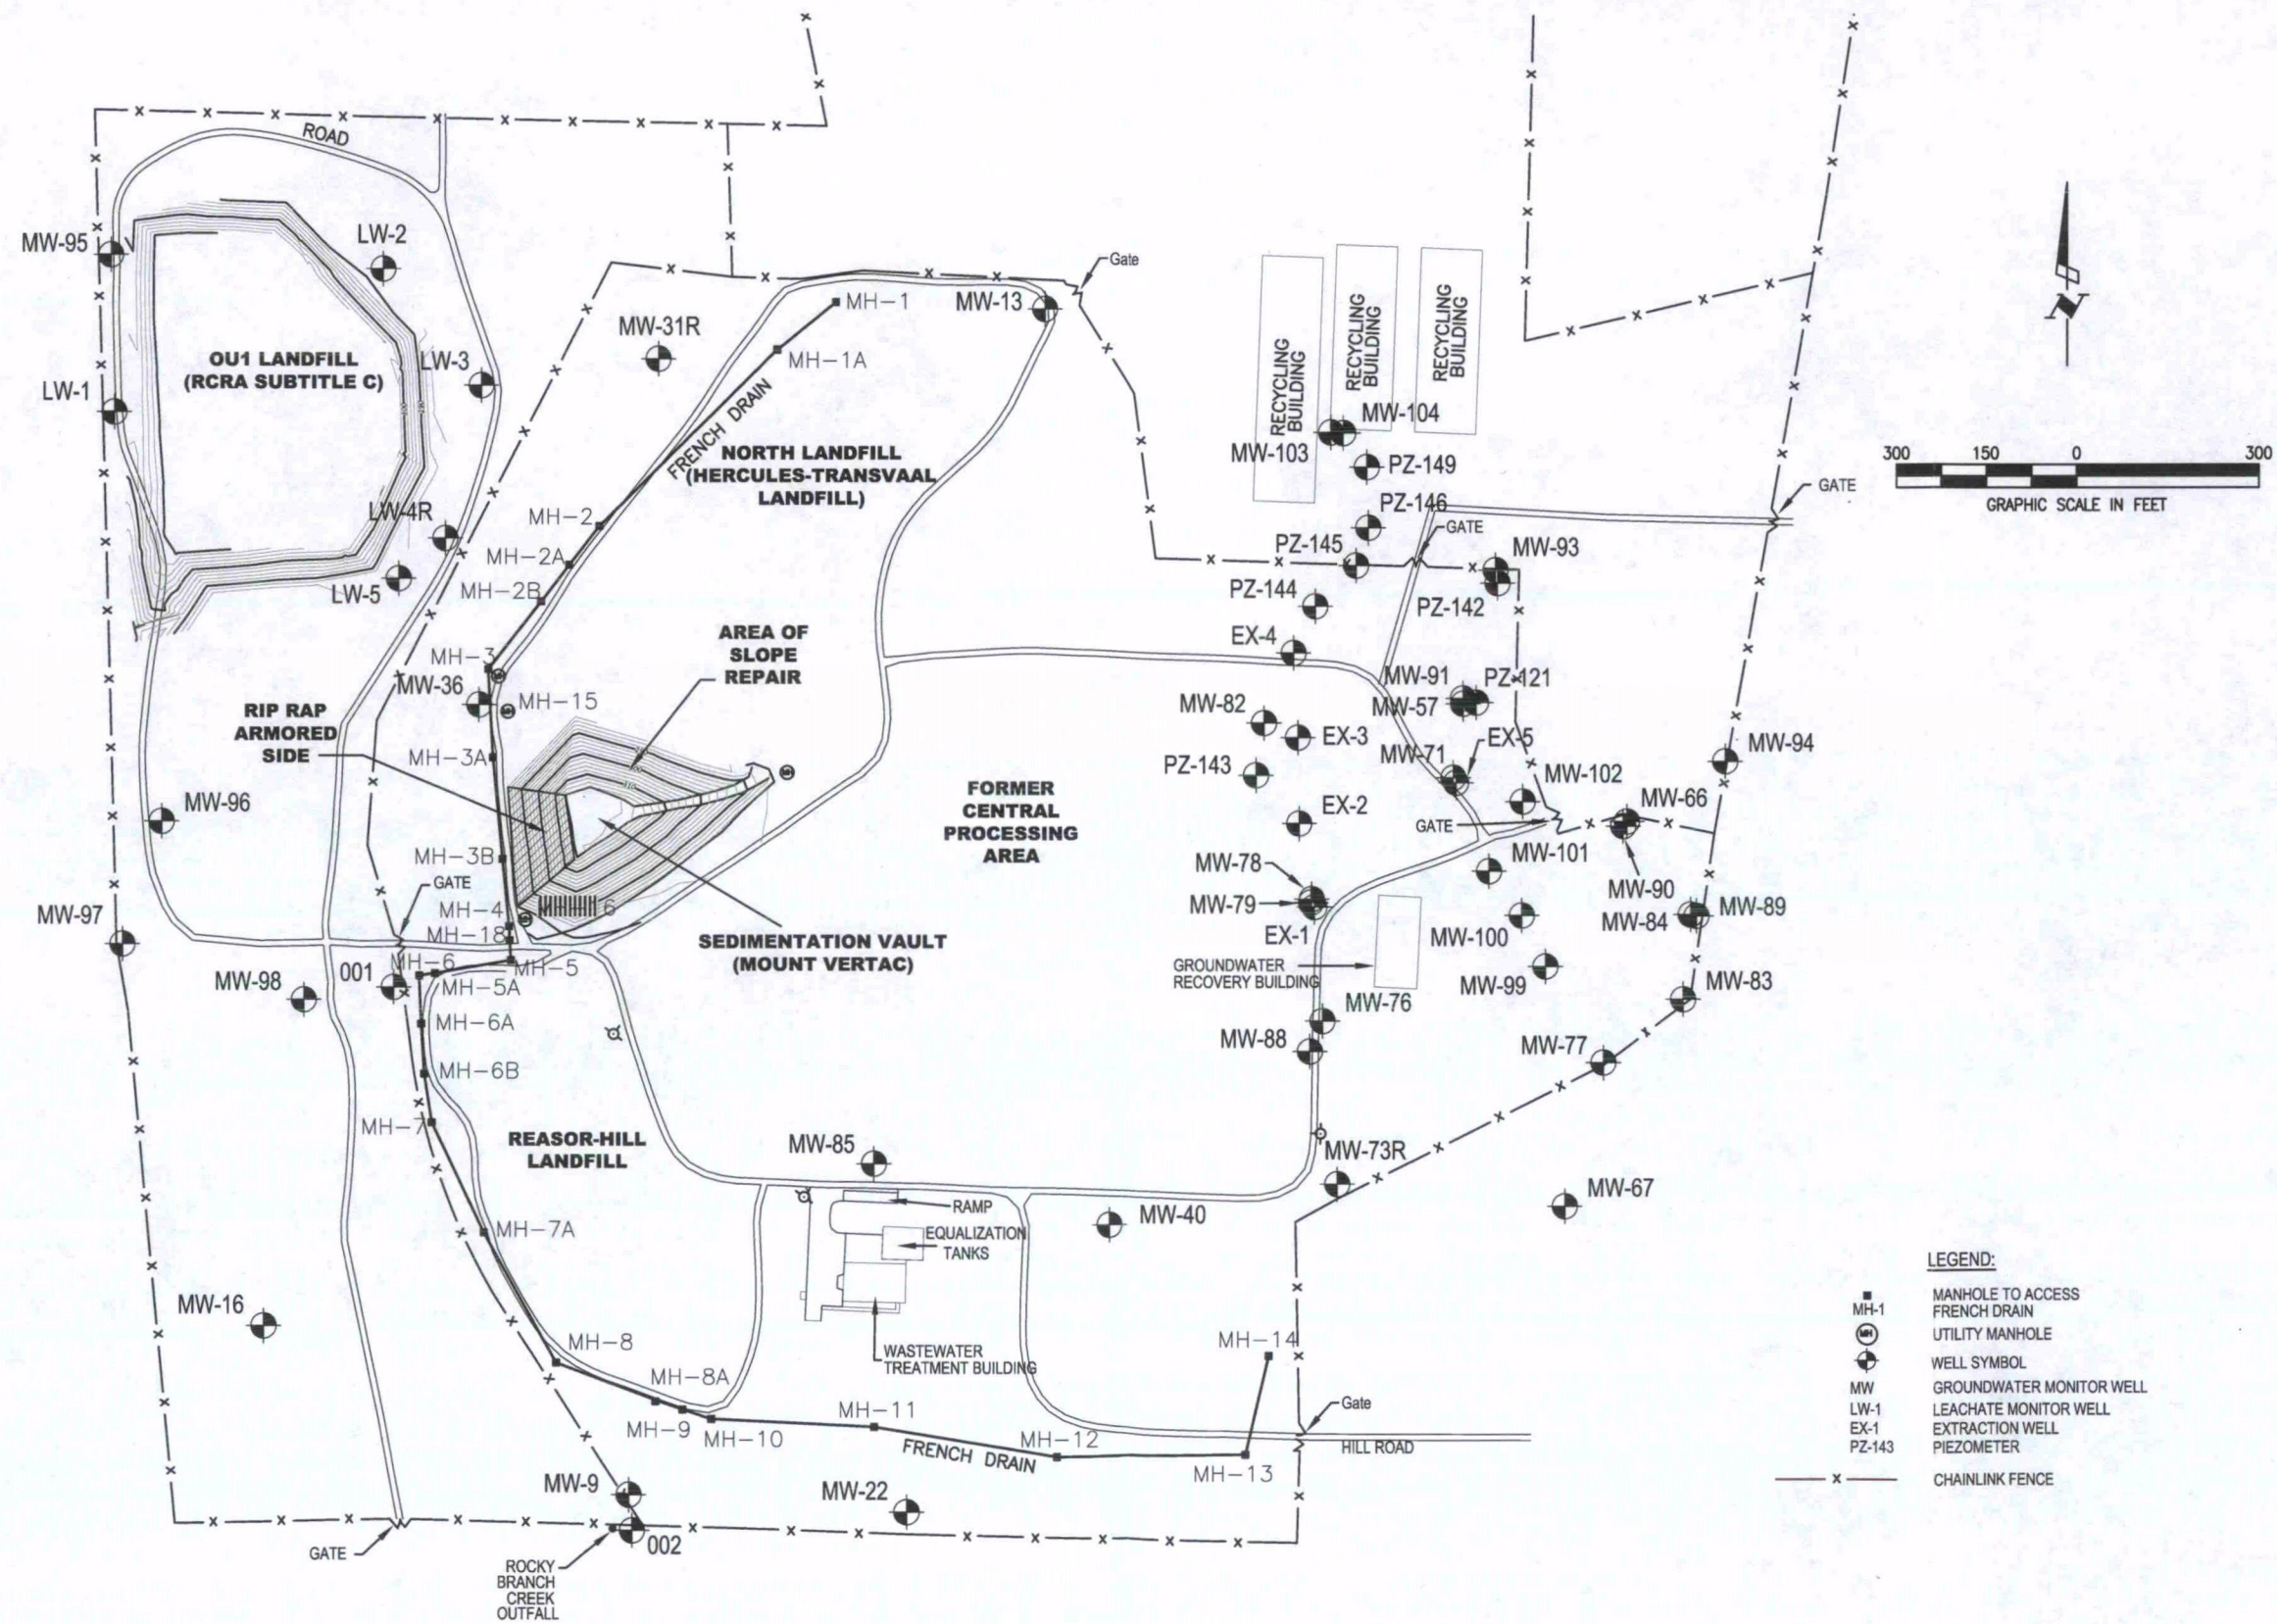 ROAD
MW-95
LW-2
OU1 LANDFILL
(RCRA SUBTITLE C)
LW-3
LW-1
LW-4R
LW-5
MW-31R
MH-1
MH-1A
MW-13
Gate
FRENCH DRAIN
NORTH LANDFILL
(HERCULES-TRANSVAAL
LANDFILL)
MH-2
MH-2A
MH-2B
MH-3
MW-36
MH-15
MH-3A
MH-3B
AREA OF
SLOPE
REPAIR
RIP RAP
ARMORED
SIDE
RECYCLING
BUILDING
RECYCLING
BUILDING
RECYCLING
BUILDING
MW-104
MW-103
PZ-149
PZ-146
GATE
PZ-145
MW-93
PZ-144
PZ-142
EX-4
GATE
N
300 150 0 300
GRAPHIC SCALE IN FEET
MW-91
PZ-121
MW-57
MW-82
EX-3
EX-5
MW-71
PZ-143
MW-102
MW-94
MW-66
EX-2
GATE
MW-101
MW-78
MW-79
EX-1
MW-90
MW-84
MW-89
MW-100
MW-99
MW-83
MW-77
GROUNDWATER
RECOVERY BUILDING
MW-76
MW-88
FORMER
CENTRAL
PROCESSING
AREA
MW-96
MW-97
GATE
MH-4
MH-18
MH-5
MH-6
MH-5A
001
MW-98
MH-6A
MH-6B
MH-7
SEDIMENTATION VAULT
(MOUNT VERTAC)
REASOR-HILL
LANDFILL
MW-85
MW-73R
MW-67
MW-40
RAMP
EQUALIZATION
TANKS
WASTEWATER
TREATMENT BUILDING
MH-7A
MW-16
MH-8
MH-8A
MH-9
MH-10
MH-11
FRENCH DRAIN
MH-12
MH-13
MH-14
Gate
HILL ROAD
MW-9
MW-22
002
GATE
ROCKY
BRANCH
CREEK
OUTFALL
LEGEND:
MH-1 MANHOLE TO ACCESS
FRENCH DRAIN
MH UTILITY MANHOLE
WELL SYMBOL
MW GROUNDWATER MONITOR WELL
LW-1 LEACHATE MONITOR WELL
EX-1 EXTRACTION WELL
PZ-143 PIEZOMETER
CHAINLINK FENCE